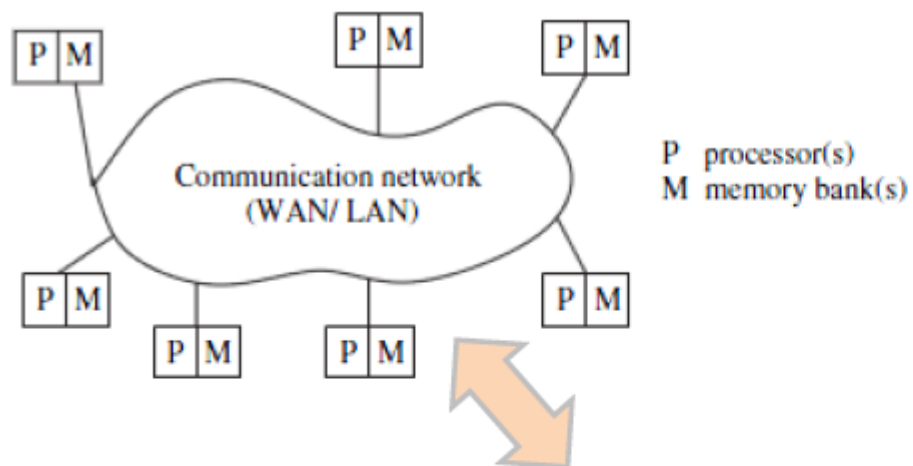 P M
P M
P M
Communication network
(WAN/ LAN)
P processor(s)
M memory bank(s)
P M
P M
P M
P M